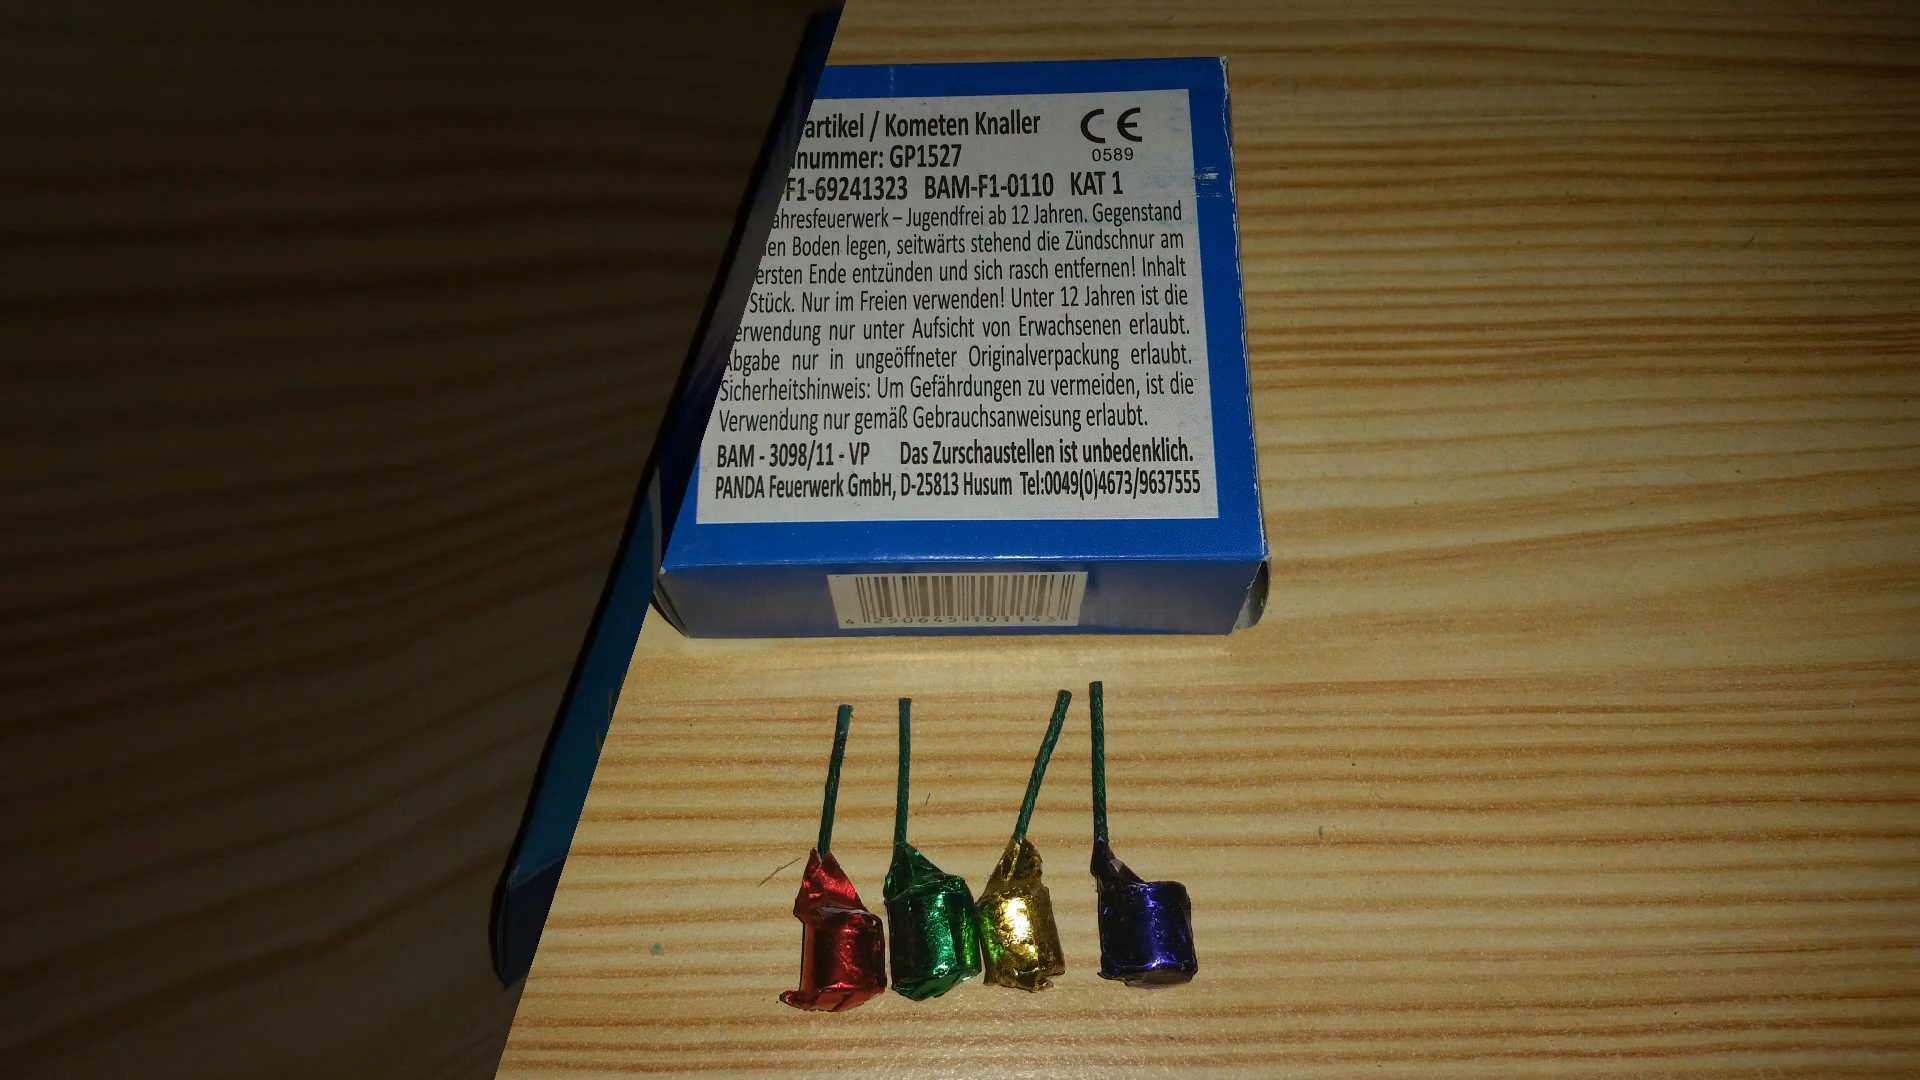 artikel / Kometen Knaller
nummer: GP1527
CE
0589
F1-69241323 BAM-F1-0110 KAT 1
ahresfeuerwerk – Jugendfrei ab 12 Jahren. Gegenstand
en Boden legen, seitwärts stehend die Zündschnur am
ersten Ende entzünden und sich rasch entfernen! Inhalt
Stück. Nur im Freien verwenden! Unter 12 Jahren ist die
erwendung nur unter Aufsicht von Erwachsenen erlaubt.
Abgabe nur in ungeöffneter Originalverpackung erlaubt.
Sicherheitshinweis: Um Gefährdungen zu vermeiden, ist die
Verwendung nur gemäß Gebrauchsanweisung erlaubt.
BAM - 3098/11 - VP Das Zurschaustellen ist unbedenklich.
PANDA Feuerwerk GmbH, D-25813 Husum Tel:0049(0)4673/9637555
4 250645 101143